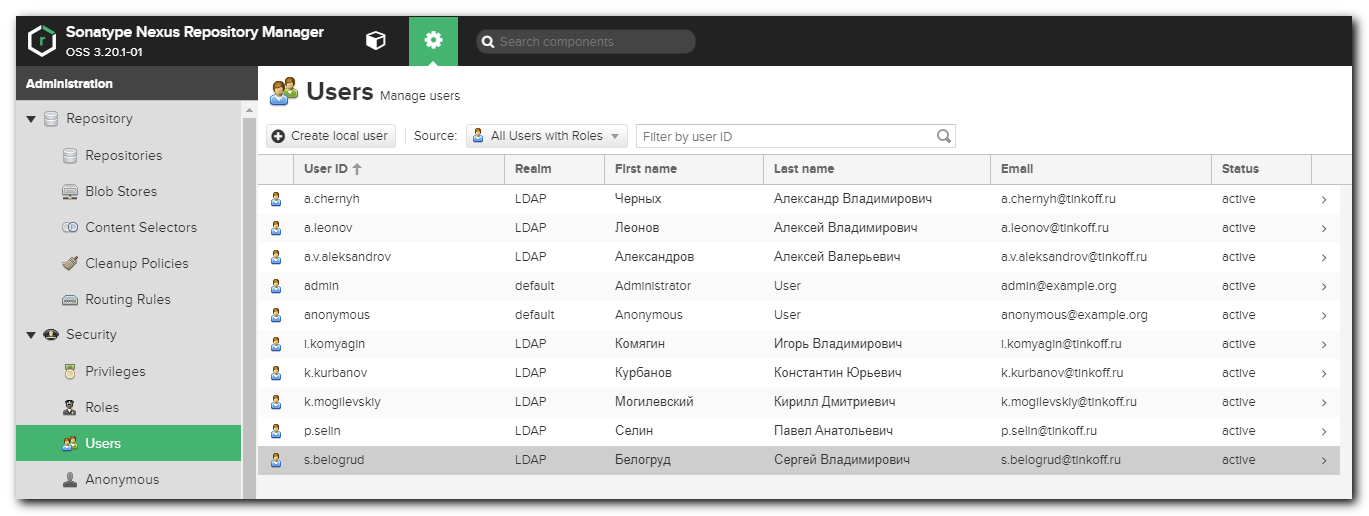 Sonatype Nexus Repository Manager
OSS 3.20.1-01
Search components
Administration
Repository
Repositories
Blob Stores
Content Selectors
Cleanup Policies
Routing Rules
Security
Privileges
Roles
Users
Anonymous
Users Manage users
Create local user Source: All Users with Roles Filter by user ID
User ID Realm First name Last name Email Status
a.chernyh LDAP Черных Александр Владимирович a.chernyh@tinkoff.ru active
a.leonov LDAP Леонов Алексей Владимирович a.leonov@tinkoff.ru active
a.v.aleksandrov LDAP Александров Алексей Валерьевич a.v.aleksandrov@tinkoff.ru active
admin default Administrator User admin@example.org active
anonymous default Anonymous User anonymous@example.org active
i.komyagin LDAP Комягин Игорь Владимирович i.komyagin@tinkoff.ru active
k.kurbanov LDAP Курбанов Константин Юрьевич k.kurbanov@tinkoff.ru active
k.mogilevskiy LDAP Могилевский Кирилл Дмитриевич k.mogilevskiy@tinkoff.ru active
p.selin LDAP Селин Павел Анатольевич p.selin@tinkoff.ru active
s.belogrud LDAP Белогруд Сергей Владимирович s.belogrud@tinkoff.ru active